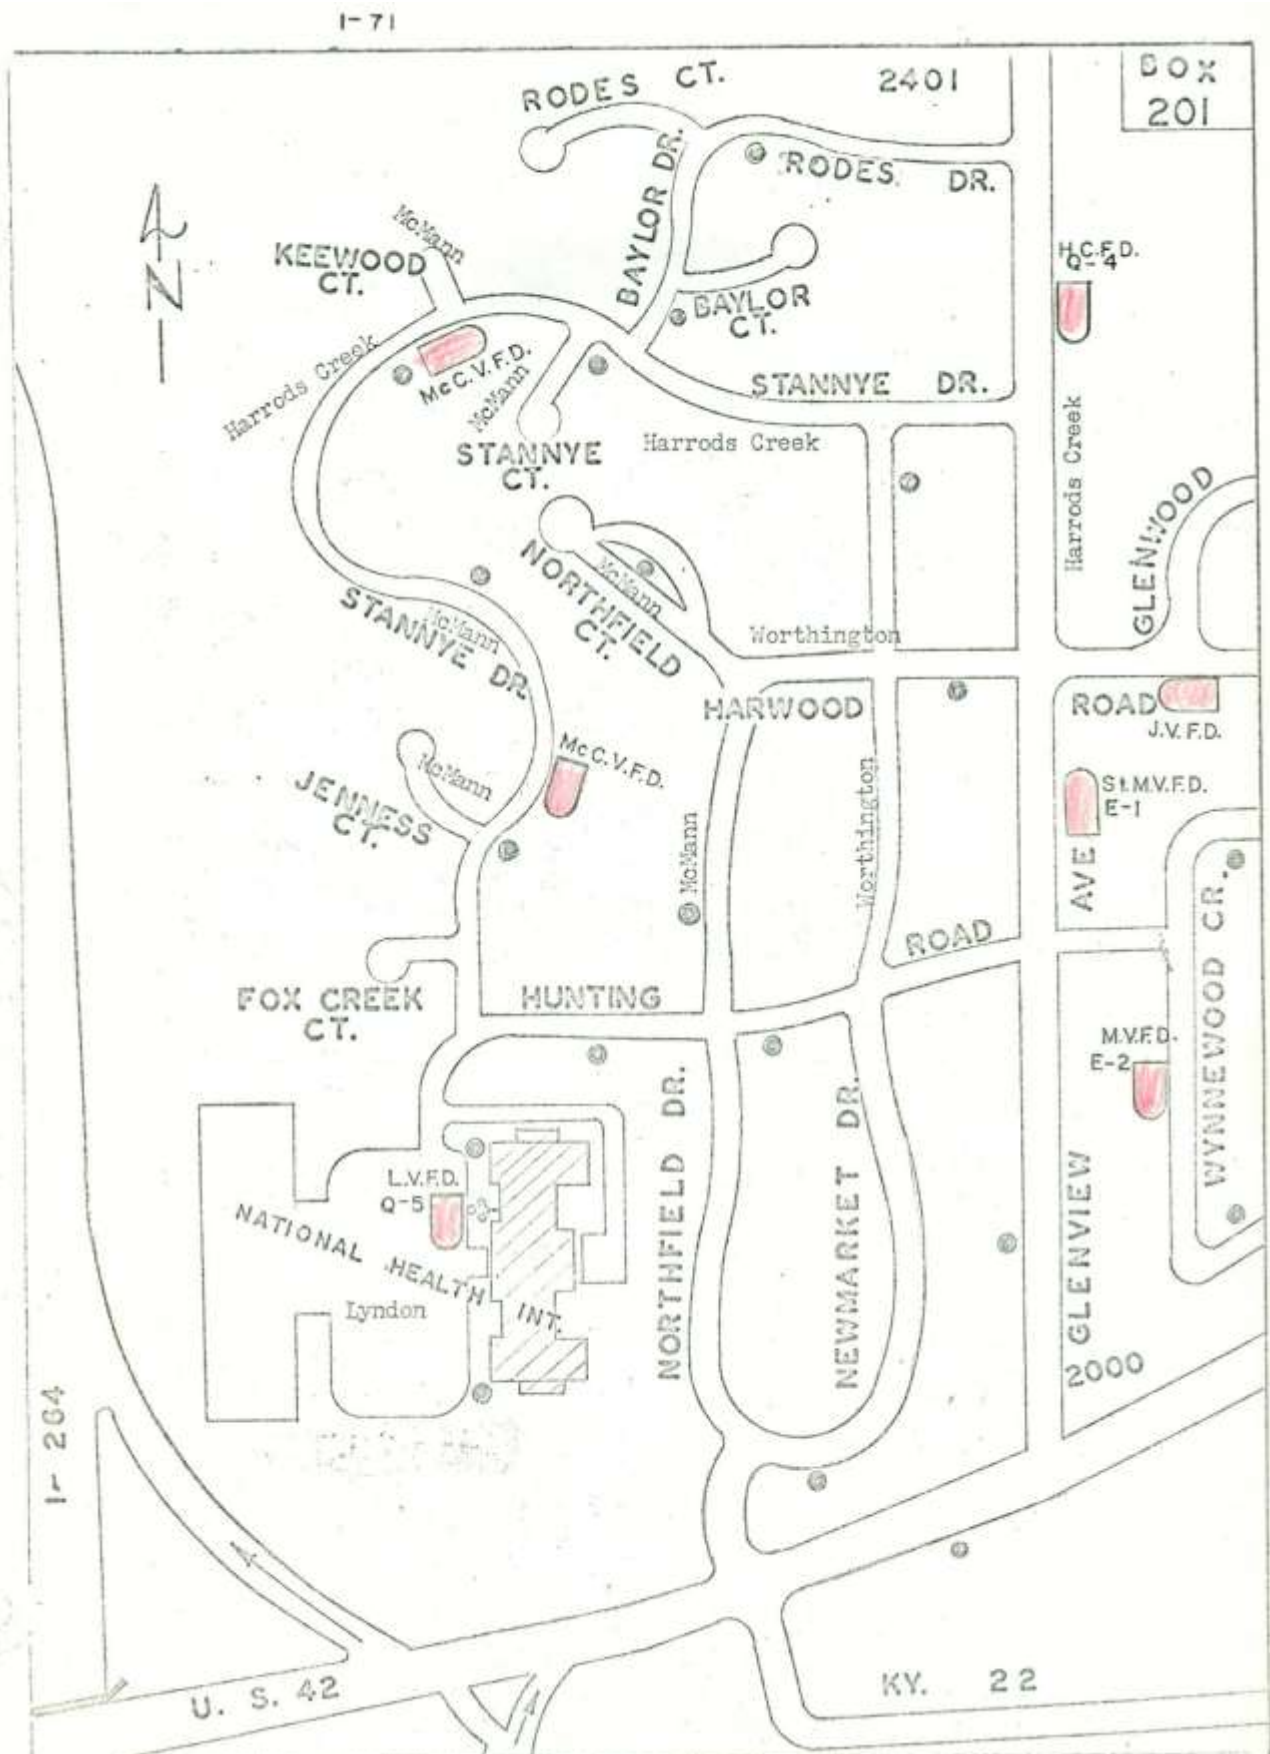 I-71
RODES CT.
2401
BOX
201
BAYLOR DR.
RODES DR.
McMann
KEEWOOD
CT.
H.C.F.D.
Q-4
BAYLOR
CT.
Harrods Creek
McC.V.F.D.
McMann
STANNYE DR.
STANNYE
CT.
Harrods Creek
Harrods Creek
GLENWOOD
NORTHFIELD
CT.
McMann
STANNYE DR.
McMann
Worthington
HARWOOD
ROAD
J.V.F.D.
McC.V.F.D.
JENNESS
CT.
McMann
St.M.V.F.D.
E-1
McMann
Worthington
AVE
WYNNEWOOD CR.
ROAD
FOX CREEK
CT.
HUNTING
M.V.F.D.
E-2
NORTHFIELD DR.
NEWMARKET DR.
GLENVIEW
2000
L.V.F.D.
Q-5
NATIONAL HEALTH INT.
Lyndon
I-264
U. S. 42
KY. 22
N